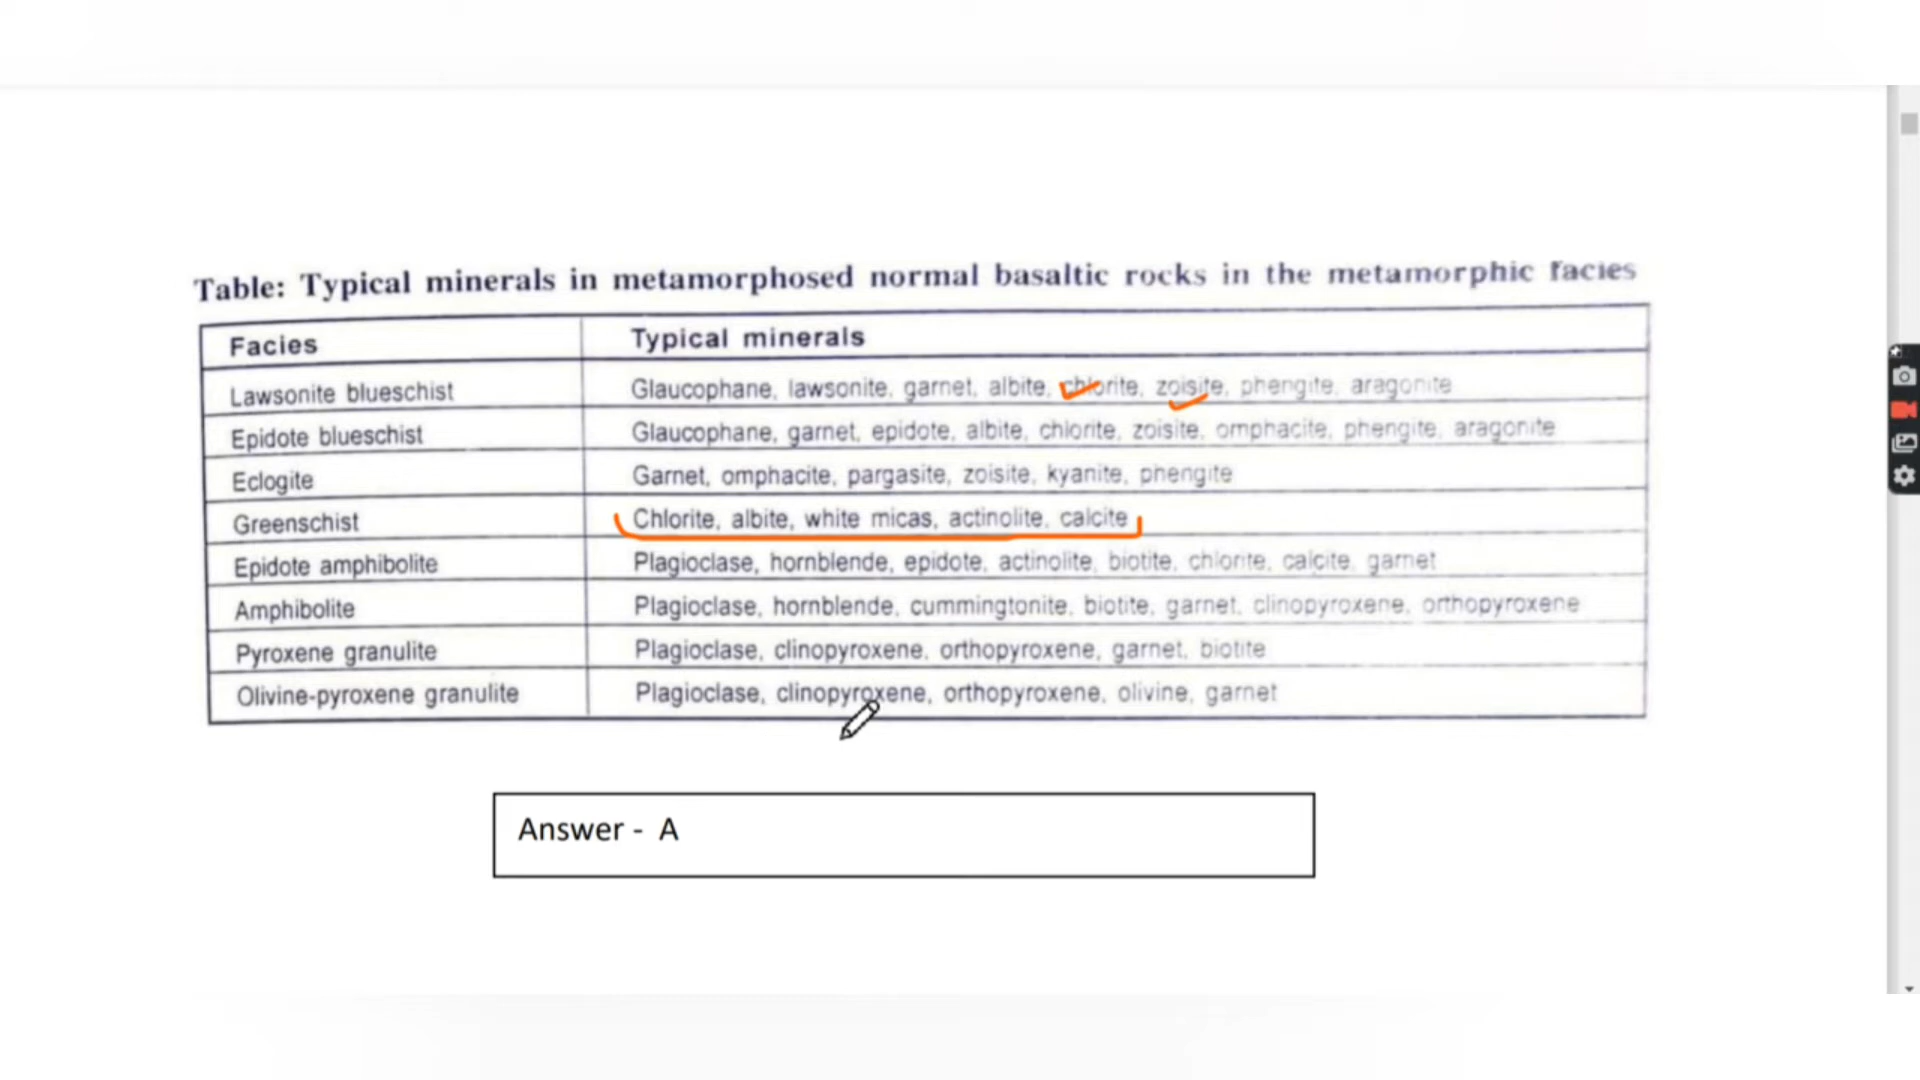 Table: Typical minerals in metamorphosed normal basaltic rocks in the metamorphic facies
Facies Typical minerals
Lawsonite blueschist Glaucophane, lawsonite, garnet, albite, chlorite, zoisite, phengite, aragonite
Epidote blueschist Glaucophane, garnet, epidote, albite, chlorite, zoisite, omphacite, phengite, aragonite
Eclogite Garnet, omphacite, pargasite, zoisite, kyanite, phengite
Greenschist Chlorite, albite, white micas, actinolite, calcite
Epidote amphibolite Plagioclase, hornblende, epidote, actinolite, biotite, chlorite, calcite, garnet
Amphibolite Plagioclase, hornblende, cummingtonite, biotite, garnet, clinopyroxene, orthopyroxene
Pyroxene granulite Plagioclase, clinopyroxene, orthopyroxene, garnet, biotite
Olivine-pyroxene granulite Plagioclase, clinopyroxene, orthopyroxene, olivine, garnet
Answer - A